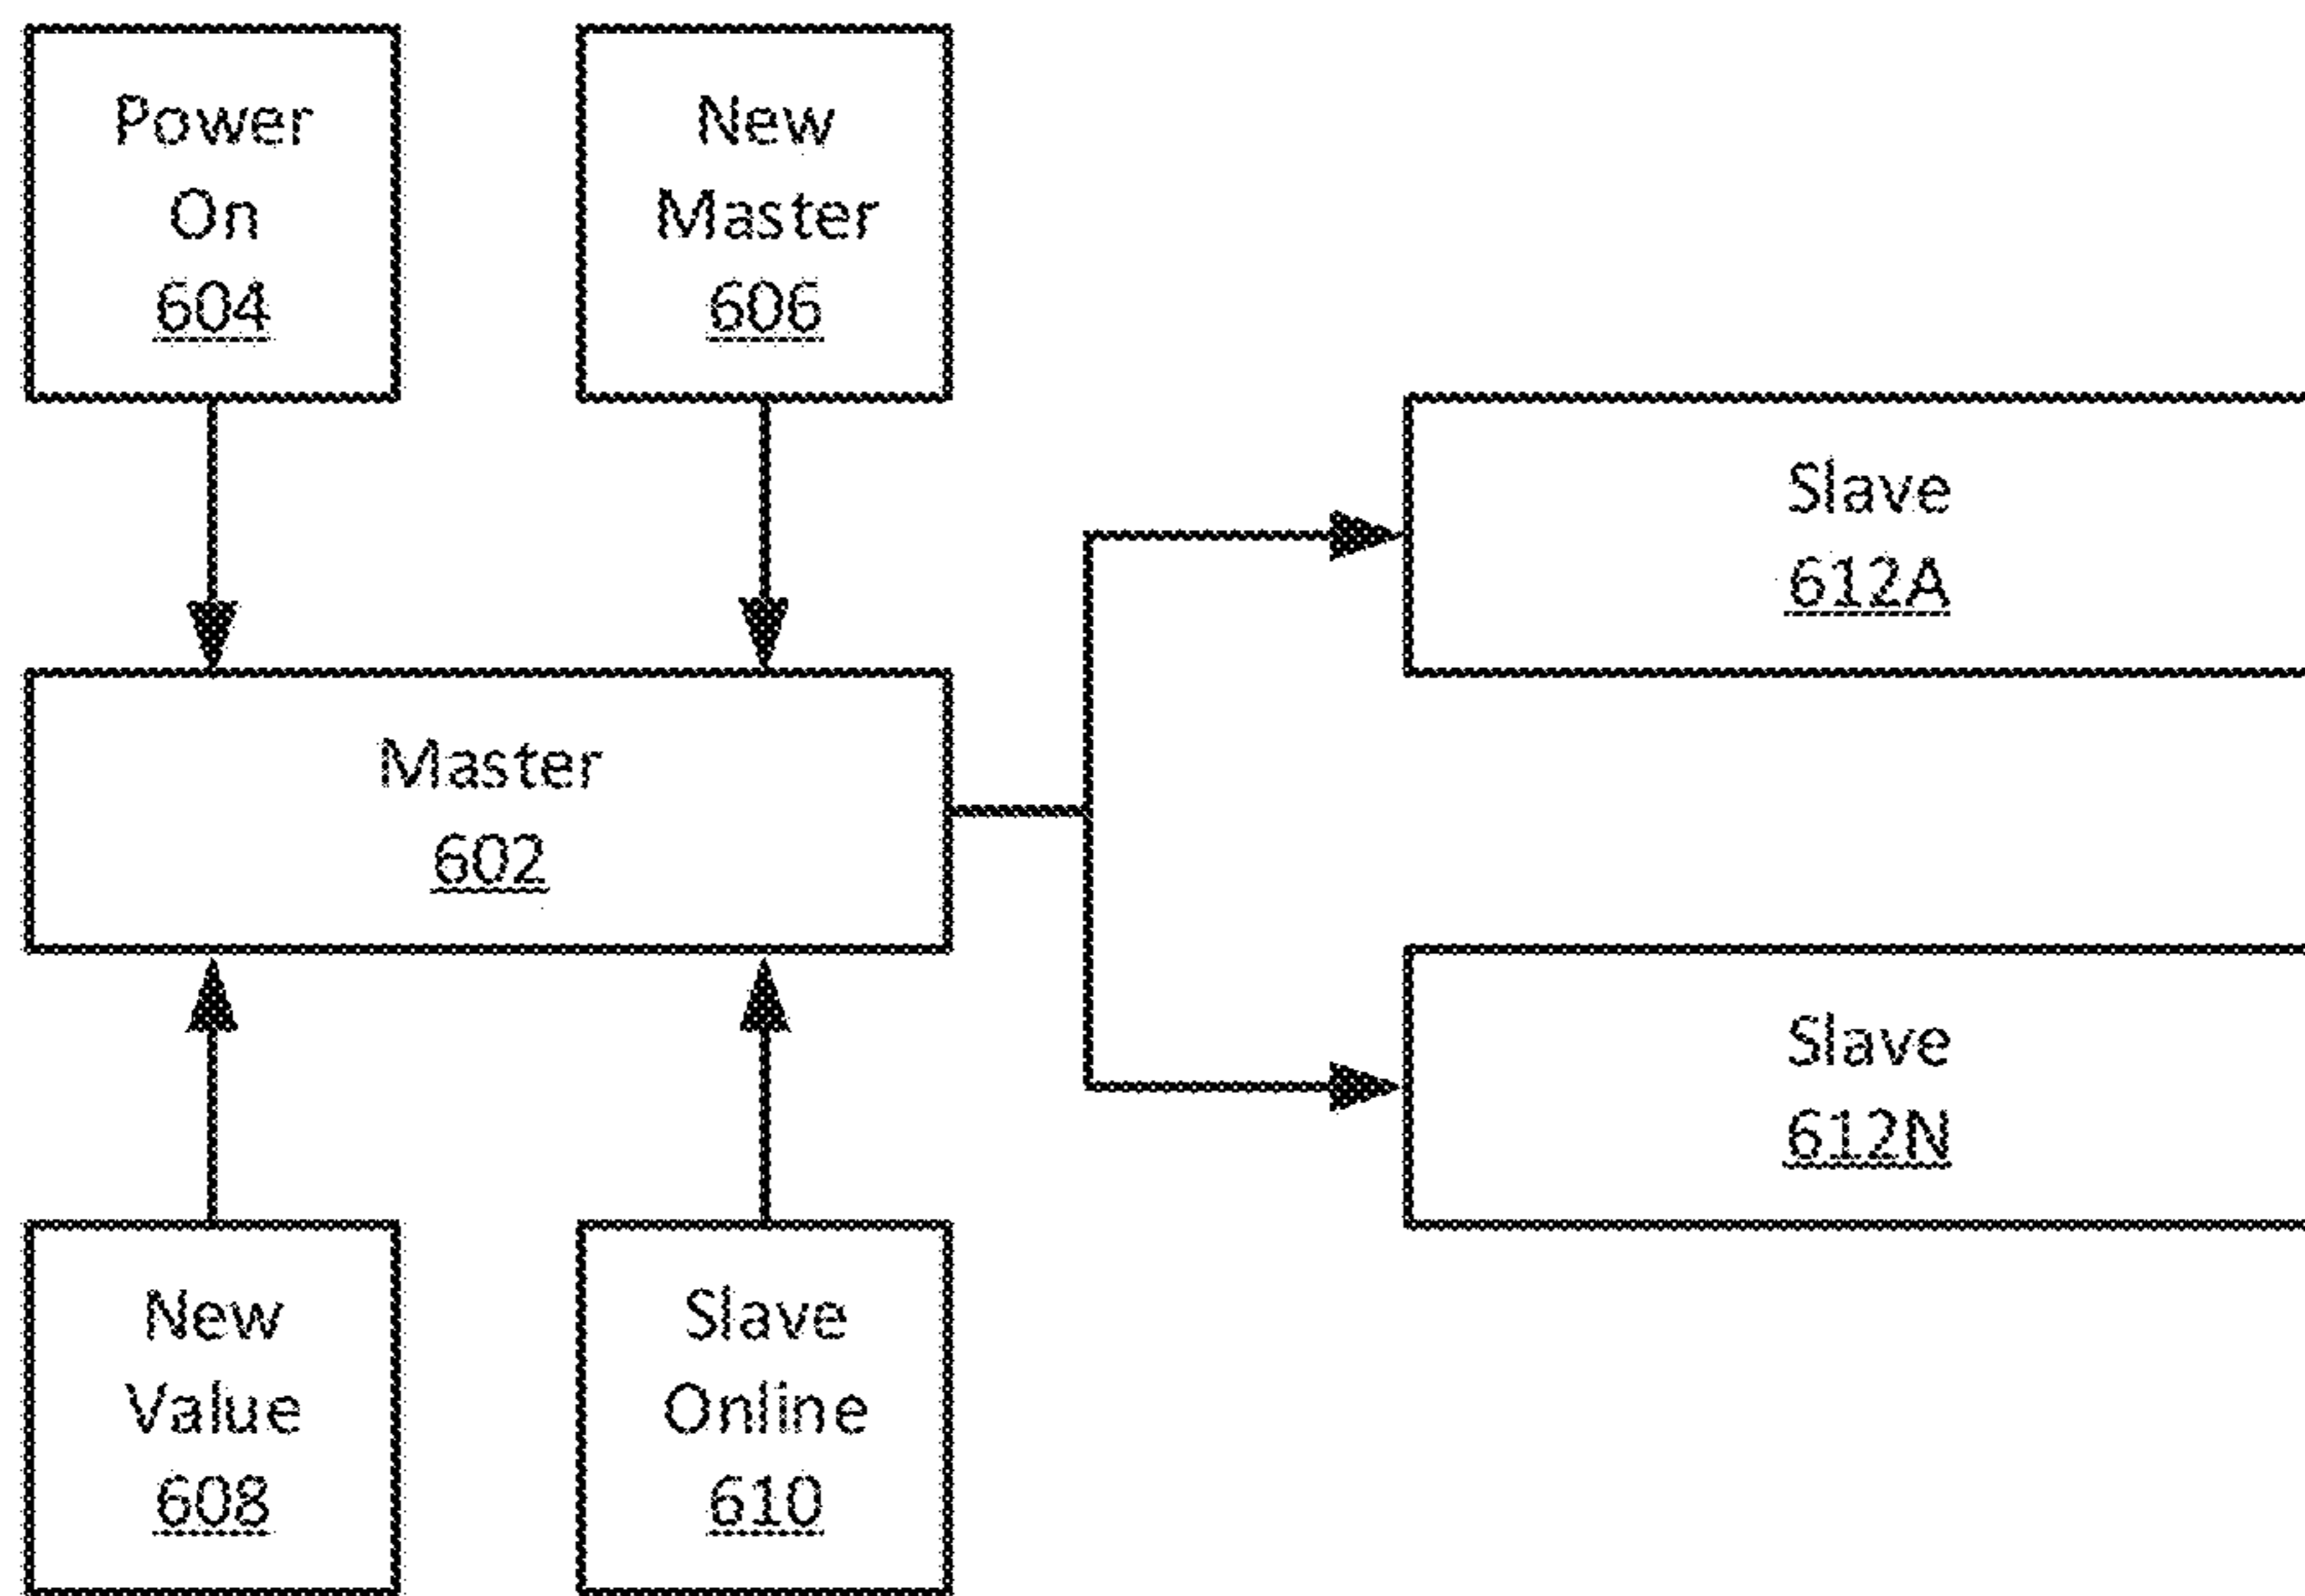 Power
On
604
New
Master
606
Slave
612A
Master
602
Slave
612N
New
Value
608
Slave
Online
610